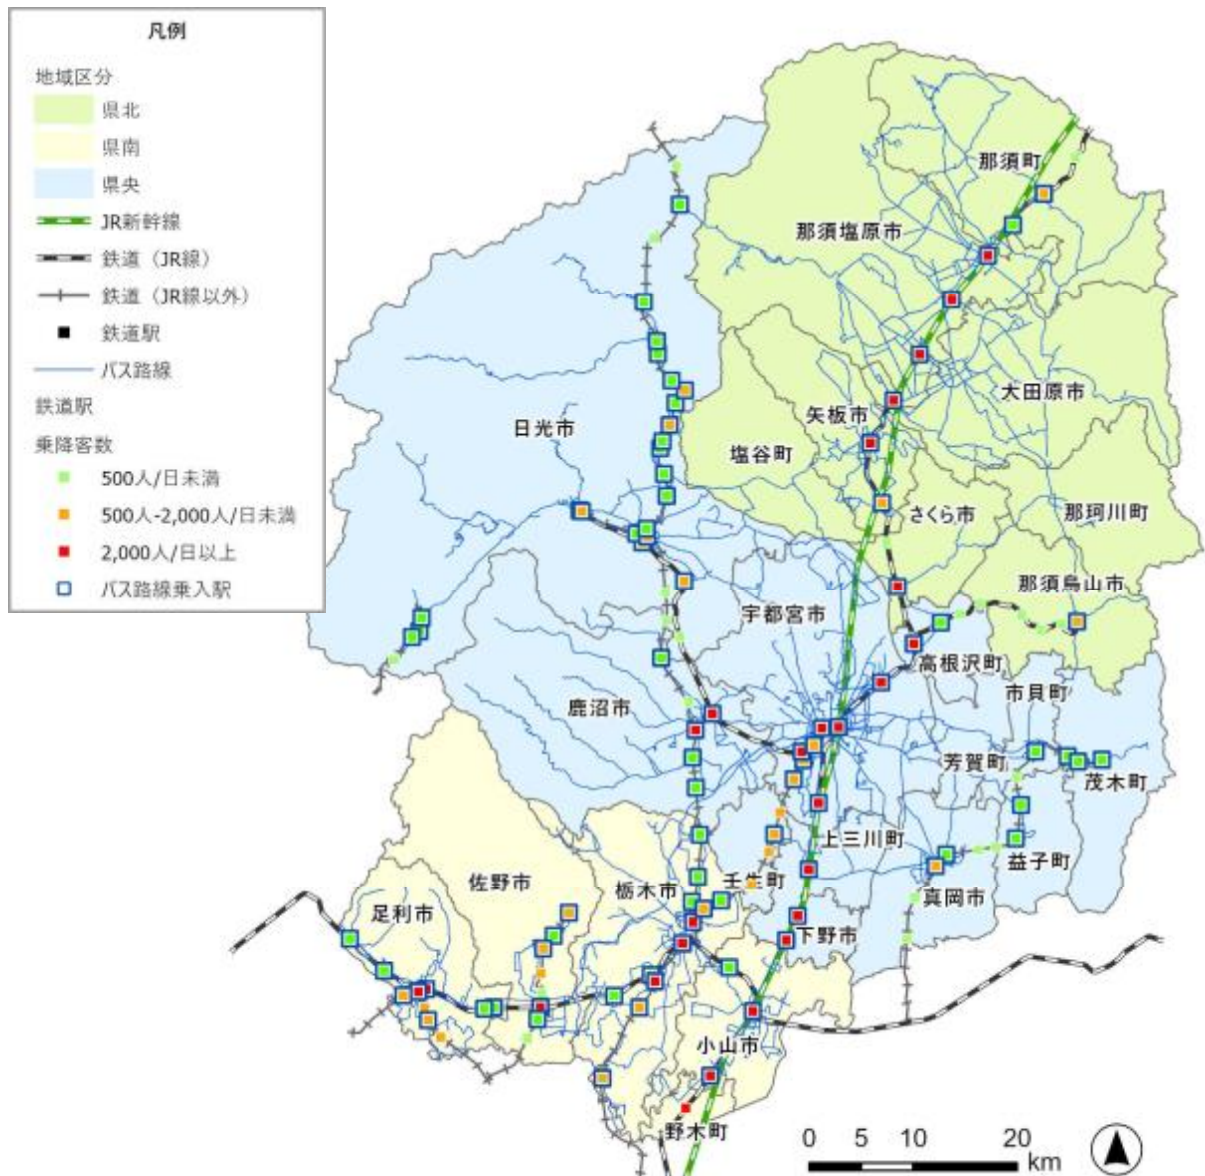 凡例
地域区分
県北
県南
県央
JR新幹線
鉄道（JR線）
鉄道（JR線以外）
鉄道駅
バス路線
鉄道駅
乗降客数
500人/日未満
500人-2,000人/日未満
2,000人/日以上
バス路線乗入駅
那須町
那須塩原市
大田原市
矢板市
日光市
塩谷町
さくら市
那珂川町
那須烏山市
宇都宮市
高根沢町
市貝町
鹿沼市
芳賀町
茂木町
上三川町
益子町
佐野市
栃木市
壬生町
真岡市
足利市
下野市
小山市
野木町
0 5 10 20
km